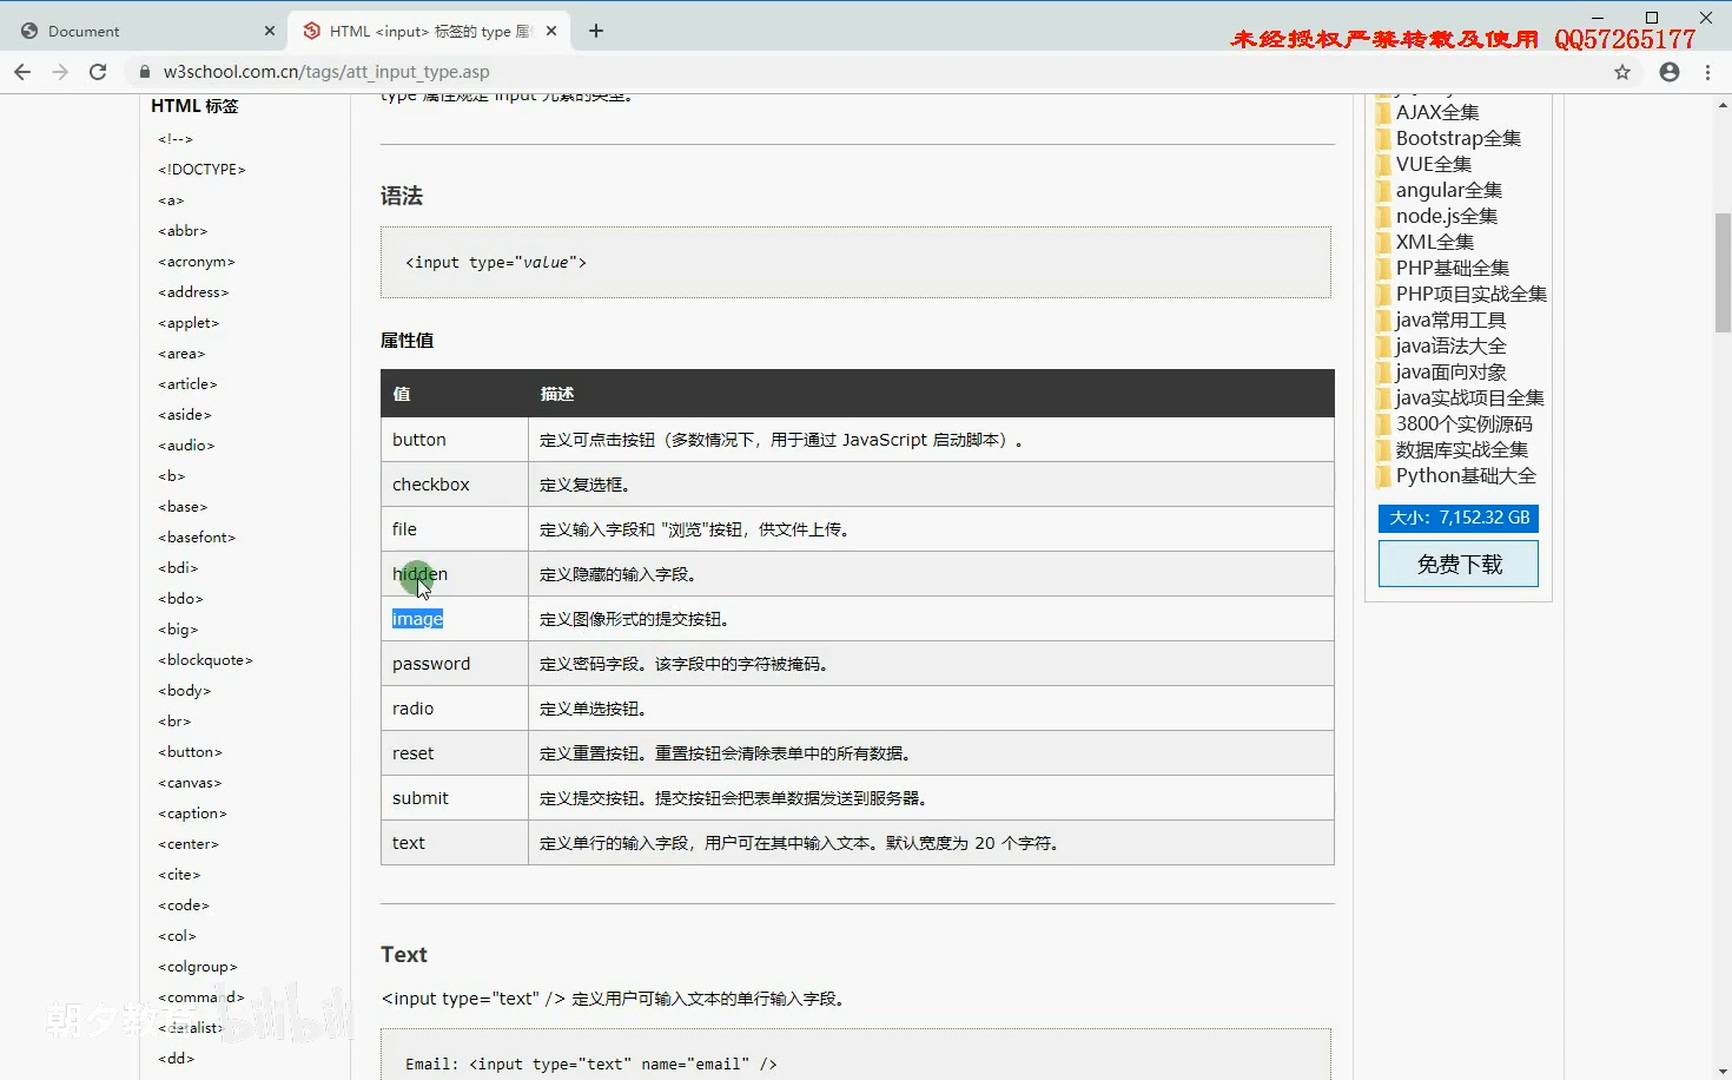 Document
HTML <input> 标签的 type 属
未经授权严禁转载及使用 QQ57265177
w3school.com.cn/tags/att_input_type.asp
HTML 标签
<!-->
<!DOCTYPE>
<a>
<abbr>
<acronym>
<address>
<applet>
<area>
<article>
<aside>
<audio>
<b>
<base>
<basefont>
<bdi>
<bdo>
<big>
<blockquote>
<body>
<br>
<button>
<canvas>
<caption>
<center>
<cite>
<code>
<col>
<colgroup>
<command>
<datalist>
<dd>
type 属性规定 input 元素的类型。
语法
<input type="value">
属性值
值 描述
button 定义可点击按钮（多数情况下，用于通过 JavaScript 启动脚本）。
checkbox 定义复选框。
file 定义输入字段和 "浏览"按钮，供文件上传。
hidden 定义隐藏的输入字段。
image 定义图像形式的提交按钮。
password 定义密码字段。该字段中的字符被掩码。
radio 定义单选按钮。
reset 定义重置按钮。重置按钮会清除表单中的所有数据。
submit 定义提交按钮。提交按钮会把表单数据发送到服务器。
text 定义单行的输入字段，用户可在其中输入文本。默认宽度为 20 个字符。
Text
<input type="text" /> 定义用户可输入文本的单行输入字段。
Email: <input type="text" name="email" />
AJAX全集
Bootstrap全集
VUE全集
angular全集
node.js全集
XML全集
PHP基础全集
PHP项目实战全集
java常用工具
java语法大全
java面向对象
java实战项目全集
3800个实例源码
数据库实战全集
Python基础大全
大小：7,152.32 GB
免费下载
朝夕教育
bilibili